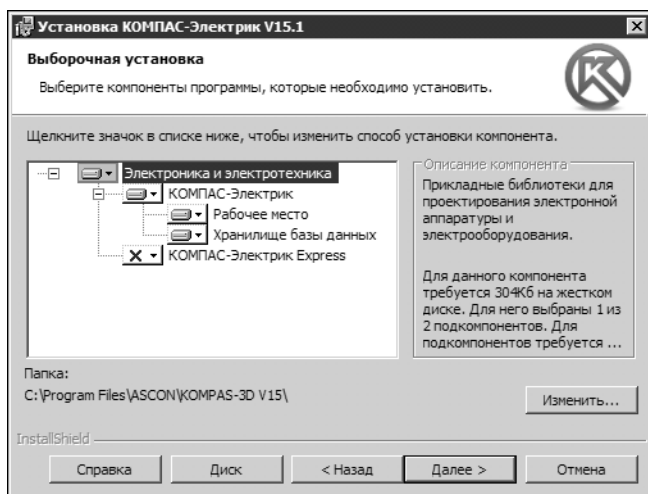 Установка КОМПАС-Электрик V15.1
Выборочная установка
Выберите компоненты программы, которые необходимо установить.
Щелкните значок в списке ниже, чтобы изменить способ установки компонента.
Электроника и электротехника
КОМПАС-Электрик
Рабочее место
Хранилище базы данных
КОМПАС-Электрик Express
Описание компонента
Прикладные библиотеки для
проектирования электронной
аппаратуры и
электрооборудования.
Для данного компонента
требуется 304Кб на жестком
диске. Для него выбраны 1 из
2 подкомпонентов. Для
подкомпонентов требуется ...
Папка:
C:\Program Files\ASCON\KOMPAS-3D V15\
Изменить...
InstallShield
Справка
Диск
< Назад
Далее >
Отмена